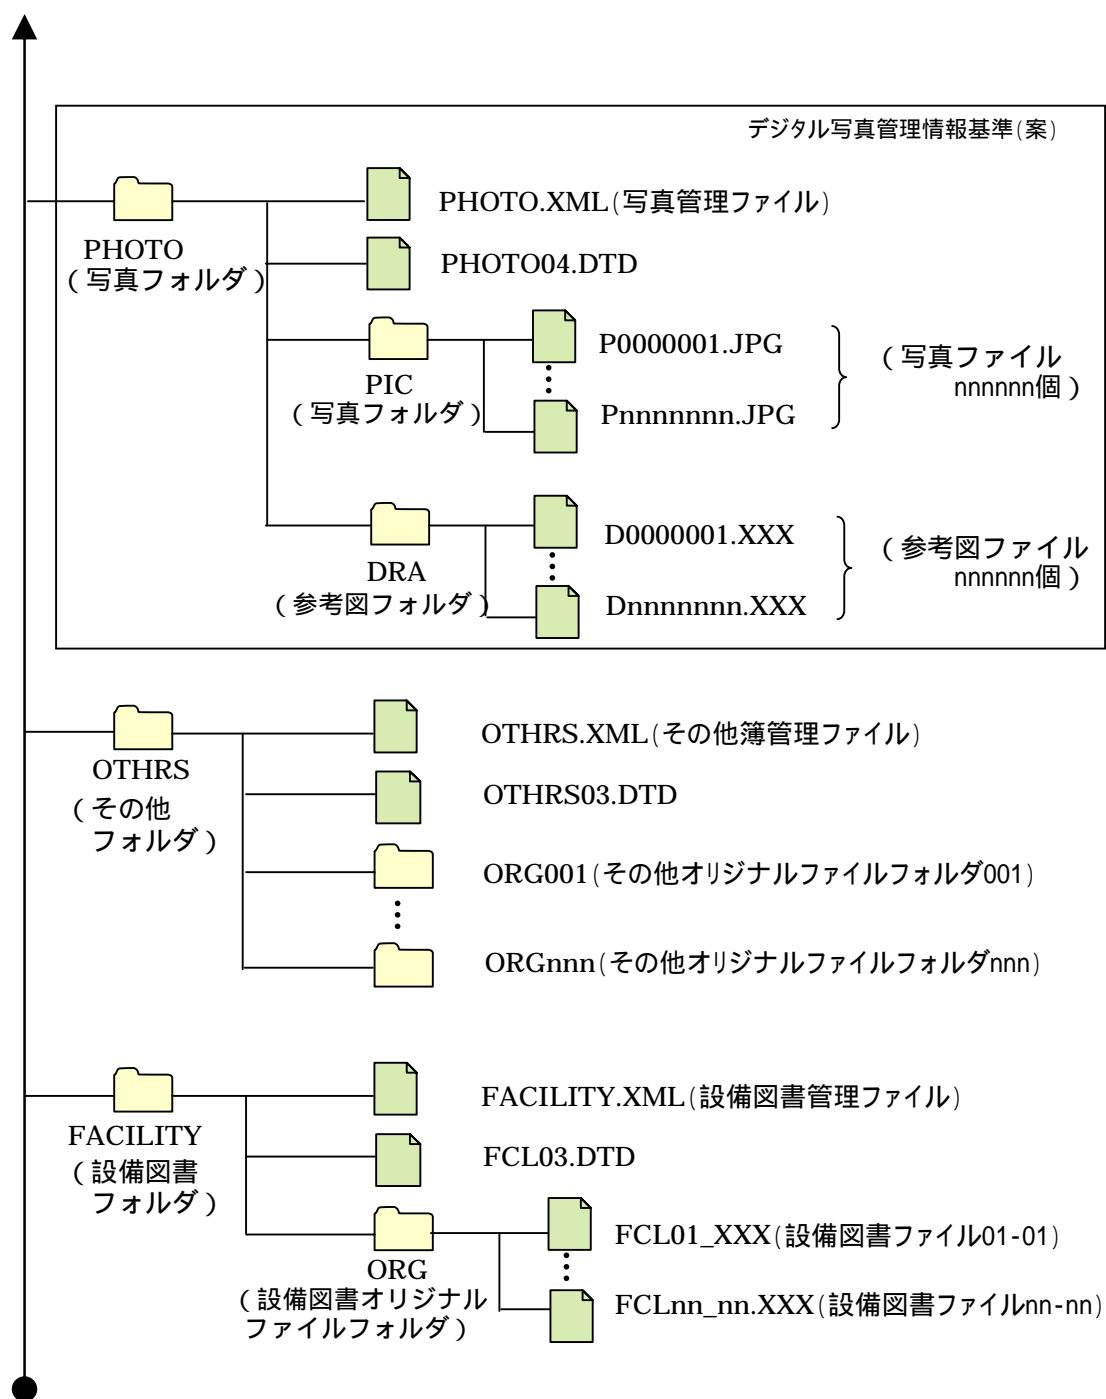 デジタル写真管理情報基準(案)
PHOTO.XML(写真管理ファイル)
PHOTO
(写真フォルダ)
PHOTO04.DTD
P0000001.JPG
(写真ファイル
nnnnnn個)
PIC
(写真フォルダ)
Pnnnnnnn.JPG
D0000001.XXX
(参考図ファイル
nnnnnn個)
DRA
(参考図フォルダ)
Dnnnnnnn.XXX
OTHRS.XML(その他簿管理ファイル)
OTHRS
(その他
フォルダ)
OTHRS03.DTD
ORG001(その他オリジナルファイルフォルダ001)
ORGnnn(その他オリジナルファイルフォルダnnn)
FACILITY.XML(設備図書管理ファイル)
FACILITY
(設備図書
フォルダ)
FCL03.DTD
FCL01_XXX(設備図書ファイル01-01)
ORG
(設備図書オリジナル
ファイルフォルダ)
FCLnn_nn.XXX(設備図書ファイルnn-nn)